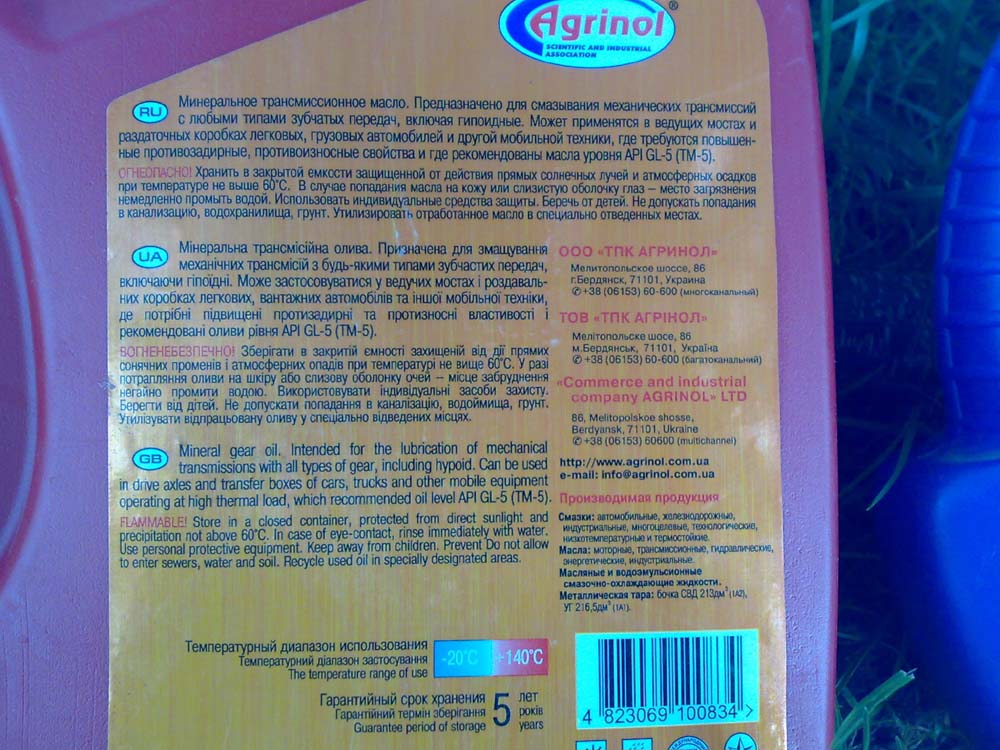 Agrinol®
SCIENTIFIC AND INDUSTRIAL
ASSOCIATION
RU Минеральное трансмиссионное масло. Предназначено для смазывания механических трансмиссий
с любыми типами зубчатых передач, включая гипоидные. Может применятся в ведущих мостах и
раздаточных коробках легковых, грузовых автомобилей и другой мобильной техники, где требуются повышен-
ные противозадирные, противоизносные свойства и где рекомендованы масла уровня API GL-5 (ТМ-5).
ОГНЕОПАСНО! Хранить в закрытой емкости защищенной от действия прямых солнечных лучей и атмосферных осадков
при температуре не выше 60°С. В случае попадания масла на кожу или слизистую оболочку глаз – место загрязнения
немедленно промыть водой. Использовать индивидуальные средства защиты. Беречь от детей. Не допускать попадания
в канализацию, водохранилища, грунт. Утилизировать отработанное масло в специально отведенных местах.
UA Мінеральна трансмісійна олива. Призначена для змащування
механічних трансмісій з будь-якими типами зубчастих передач,
включаючи гіпоїдні. Може застосовуватися у ведучих мостах і роздаваль-
них коробках легкових, вантажних автомобілів та іншої мобільної техніки,
де потрібні підвищені протизадирні та протизносні властивості і
рекомендовані оливи рівня API GL-5 (ТМ-5).
ВОГНЕНЕБЕЗПЕЧНО! Зберігати в закритій ємності захищеній від дії прямих
сонячних променів і атмосферних опадів при температурі не вище 60°С. У разі
потрапляння оливи на шкіру або слизову оболонку очей – місце забруднення
негайно промити водою. Використовувати індивідуальні засоби захисту.
Берегти від дітей. Не допускати попадання в каналізацію, водоймища, грунт.
Утилізувати відпрацьовану оливу у спеціально відведених місцях.
GB Mineral gear oil. Intended for the lubrication of mechanical
transmissions with all types of gear, including hypoid. Can be used
in drive axles and transfer boxes of cars, trucks and other mobile equipment
operating at high thermal load, which recommended oil level API GL-5 (TM-5).
FLAMMABLE! Store in a closed container, protected from direct sunlight and
precipitation not above 60°C. In case of eye-contact, rinse immediately with water.
Use personal protective equipment. Keep away from children. Prevent Do not allow
to enter sewers, water and soil. Recycle used oil in specially designated areas.
ООО «ТПК АГРИНОЛ»
Мелитопольское шоссе, 86
г.Бердянск, 71101, Украина
✆+38 (06153) 60-600 (многоканальный)
ТОВ «ТПК АГРІНОЛ»
Мелітопольске шосе, 86
м.Бердянськ, 71101, Україна
✆+38 (06153) 60-600 (багатоканальний)
«Commerce and industrial
company AGRINOL» LTD
86, Melitopolskoe shosse,
Berdyansk, 71101, Ukraine
✆+38 (06153) 60600 (multichannel)
http://www.agrinol.com.ua
e-mail: info@agrinol.com.ua
Производимая продукция
Смазки: автомобильные, железнодорожные,
индустриальные, многоцелевые, технологические,
низкотемпературные и термостойкие.
Масла: моторные, трансмиссионные, гидравлические,
энергетические, индустриальные.
Масляные и водоэмульсионные
смазочно-охлаждающие жидкости.
Металлическая тара: бочка СВД 213дм³ (1А2),
УГ 216,5дм³ (1А1).
Температурный диапазон использования
Температурний діапазон застосування
The temperature range of use
-20°C +140°C
Гарантийный срок хранения
Гарантійний термін зберігання
Guarantee period of storage
5
лет
років
years
4 823069 100834 >